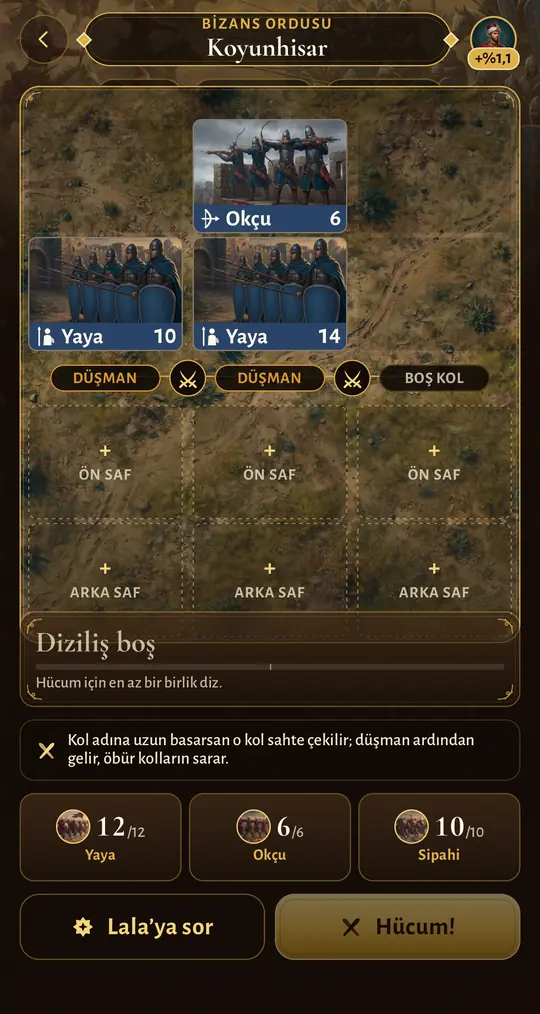 BİZANS ORDUSU
Koyunhisar
+%1,1
Okçu 6
Yaya 10
Yaya 14
DÜŞMAN
DÜŞMAN
BOŞ KOL
+
ÖN SAF
+
ÖN SAF
+
ÖN SAF
+
ARKA SAF
+
ARKA SAF
+
ARKA SAF
Diziliş boş
Hücum için en az bir birlik diz.
Kol adına uzun basarsan o kol sahte çekilir; düşman ardından
gelir, öbür kolların sarar.
12/12
Yaya
6/6
Okçu
10/10
Sipahi
Lala’ya sor
Hücum!